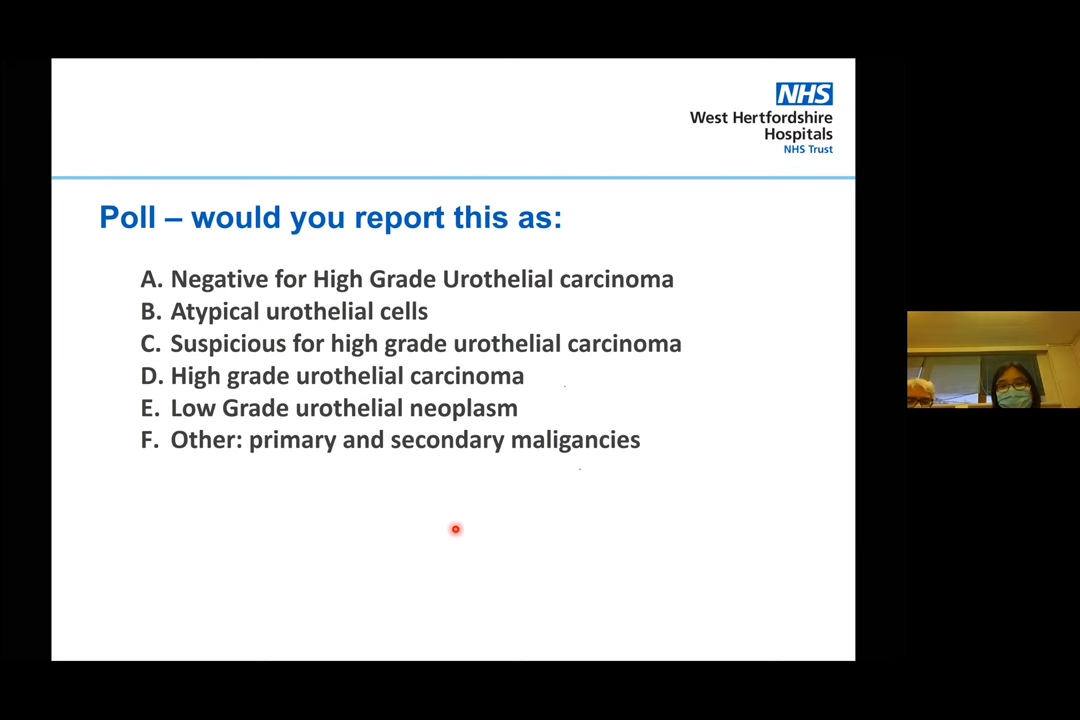 NHS
West Hertfordshire
Hospitals
NHS Trust
Poll – would you report this as:
A. Negative for High Grade Urothelial carcinoma
B. Atypical urothelial cells
C. Suspicious for high grade urothelial carcinoma
D. High grade urothelial carcinoma
E. Low Grade urothelial neoplasm
F. Other: primary and secondary maligancies